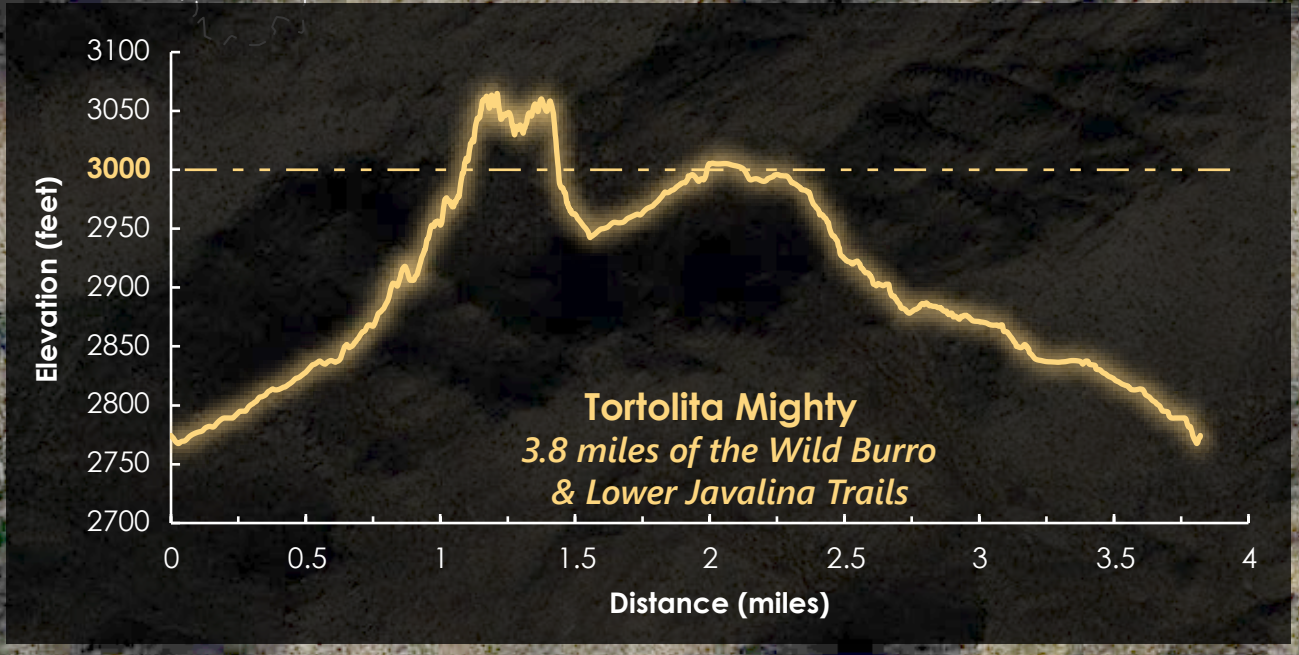 3100
3050
3000
2950
2900
2850
2800
2750
2700
Elevation (feet)
Tortolita Mighty
3.8 miles of the Wild Burro
& Lower Javalina Trails
0 0.5 1 1.5 2 2.5 3 3.5 4
Distance (miles)